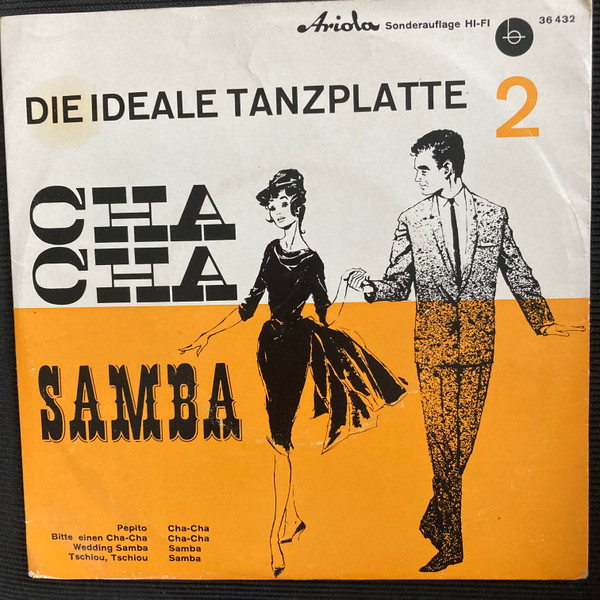 Ariola Sonderauflage HI-FI b 36 432
DIE IDEALE TANZPLATTE 2
CHA
CHA
SAMBA
Pepito Cha-Cha
Bitte einen Cha-Cha Cha-Cha
Wedding Samba Samba
Tschiou, Tschiou Samba